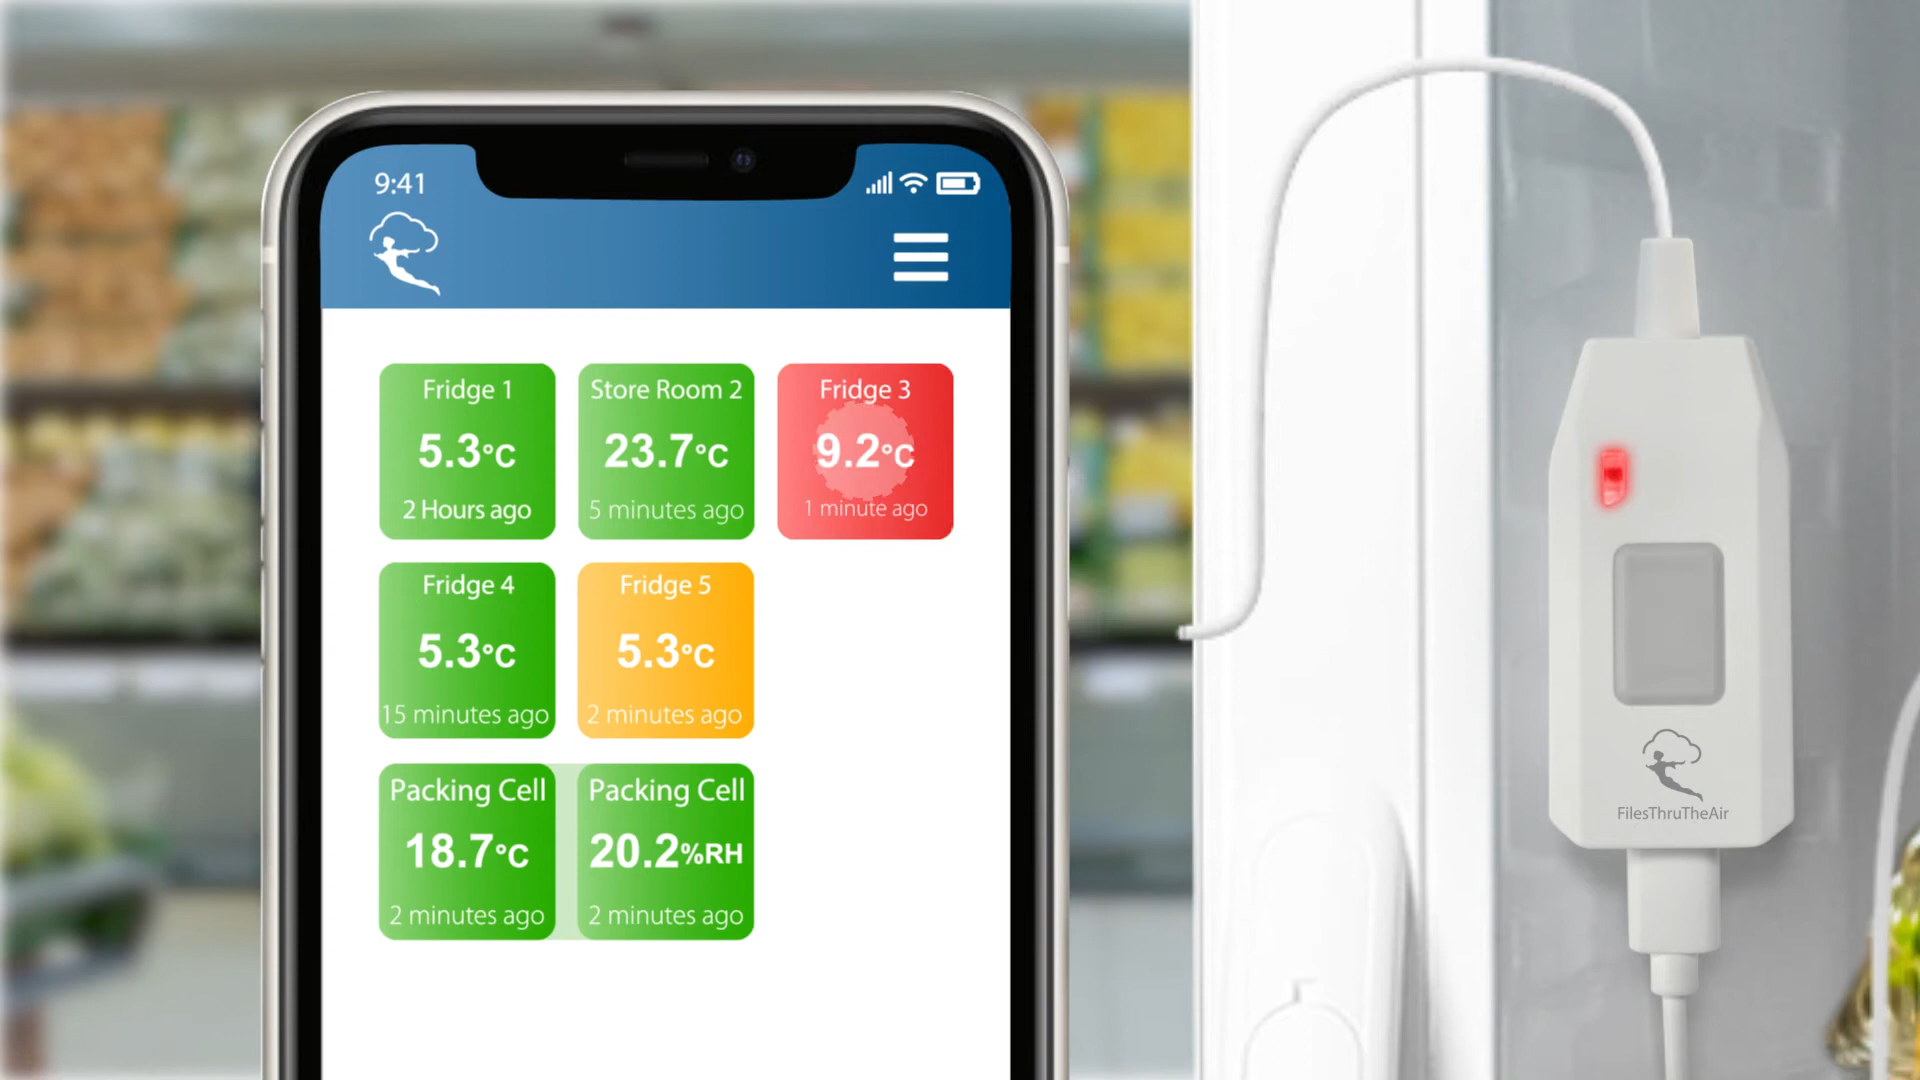 9:41
Fridge 1
5.3°C
2 Hours ago
Store Room 2
23.7°C
5 minutes ago
Fridge 3
9.2°C
1 minute ago
Fridge 4
5.3°C
15 minutes ago
Fridge 5
5.3°C
2 minutes ago
Packing Cell
18.7°C
2 minutes ago
Packing Cell
20.2%RH
2 minutes ago
FilesThruTheAir